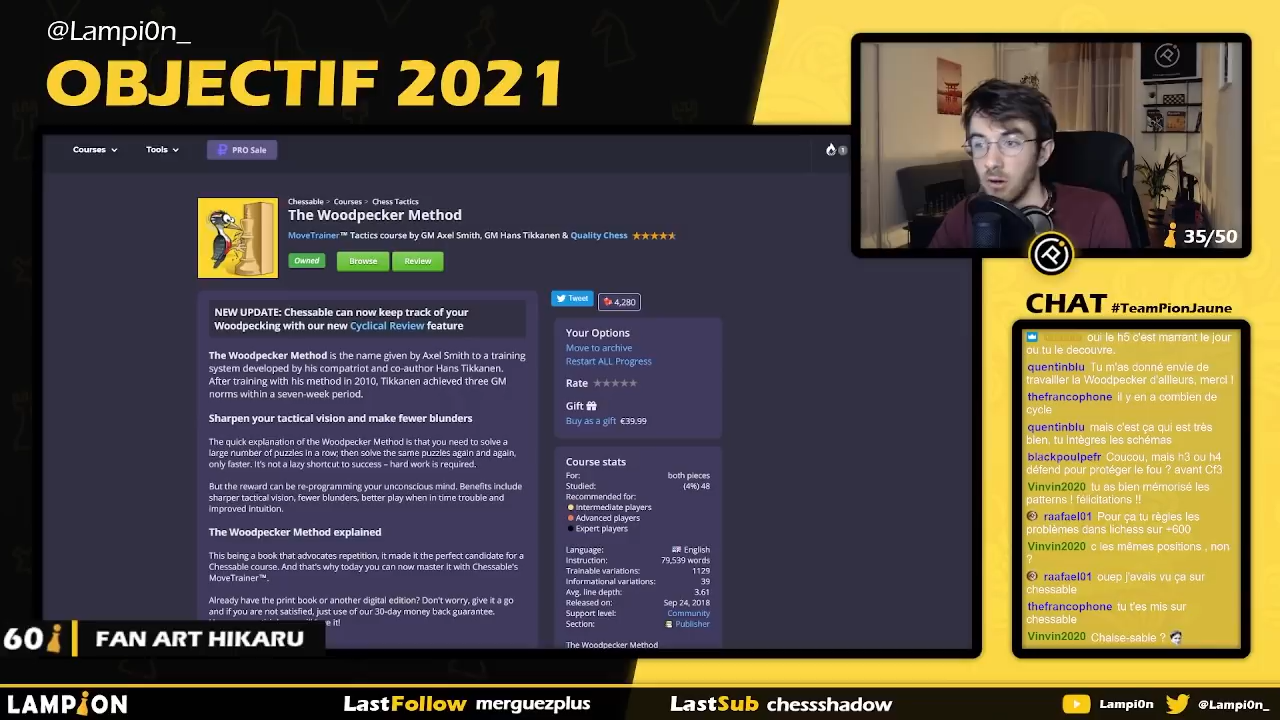 @Lampi0n_
OBJECTIF 2021
Courses
Tools
PRO Sale
1
Chessable > Courses > Chess Tactics
The Woodpecker Method
MoveTrainer™ Tactics course by GM Axel Smith, GM Hans Tikkanen & Quality Chess
Owned
Browse
Review
NEW UPDATE: Chessable can now keep track of your
Woodpecking with our new Cyclical Review feature
The Woodpecker Method is the name given by Axel Smith to a training
system developed by his compatriot and co-author Hans Tikkanen.
After training with his method in 2010, Tikkanen achieved three GM
norms within a seven-week period.
Sharpen your tactical vision and make fewer blunders
The quick explanation of the Woodpecker Method is that you need to solve a
large number of puzzles in a row; then solve the same puzzles again and again,
only faster. It's not a lazy shortcut to success – hard work is required.
But the reward can be re-programming your unconscious mind. Benefits include
sharper tactical vision, fewer blunders, better play when in time trouble and
improved intuition.
The Woodpecker Method explained
This being a book that advocates repetition, it made it the perfect candidate for a
Chessable course. And that's why today you can now master it with Chessable's
MoveTrainer™.
Already have the print book or another digital edition? Don't worry, give it a go
and if you are not satisfied, just use of our 30-day money back guarantee.
it!
Tweet
4,280
Your Options
Move to archive
Restart ALL Progress
Rate
Gift
Buy as a gift €39.99
Course stats
For: both pieces
Studied: (4%) 48
Recommended for:
Intermediate players
Advanced players
Expert players
Language: English
Instruction: 79,539 words
Trainable variations: 1129
Informational variations: 39
Avg. line depth: 3.61
Released on: Sep 24, 2018
Support level: Community
Section: Publisher
The Woodpecker Method
35/50
CHAT #TeamPionJaune
oui le h5 c'est marrant le jour
ou tu le decouvre.
quentinblu Tu m'as donné envie de
travailler la Woodpecker d'ailleurs, merci !
thefrancophone il y en a combien de
cycle
quentinblu mais c'est ça qui est très
bien, tu intègres les schémas
blackpoulpefr Coucou, mais h3 ou h4
défend pour protéger le fou ? avant Cf3
Vinvin2020 tu as bien mémorisé les
patterns ! félicitations !!
raafael01 Pour ça tu règles les
problèmes dans lichess sur +600
Vinvin2020 c les mêmes positions , non
?
raafael01 ouep j'avais vu ça sur
chessable
thefrancophone tu t'es mis sur
chessable
Vinvin2020 Chaise-sable ?
60 FAN ART HIKARU
LAMPION
LastFollow merguezplus
LastSub chessshadow
Lampi0n
@Lampi0n_